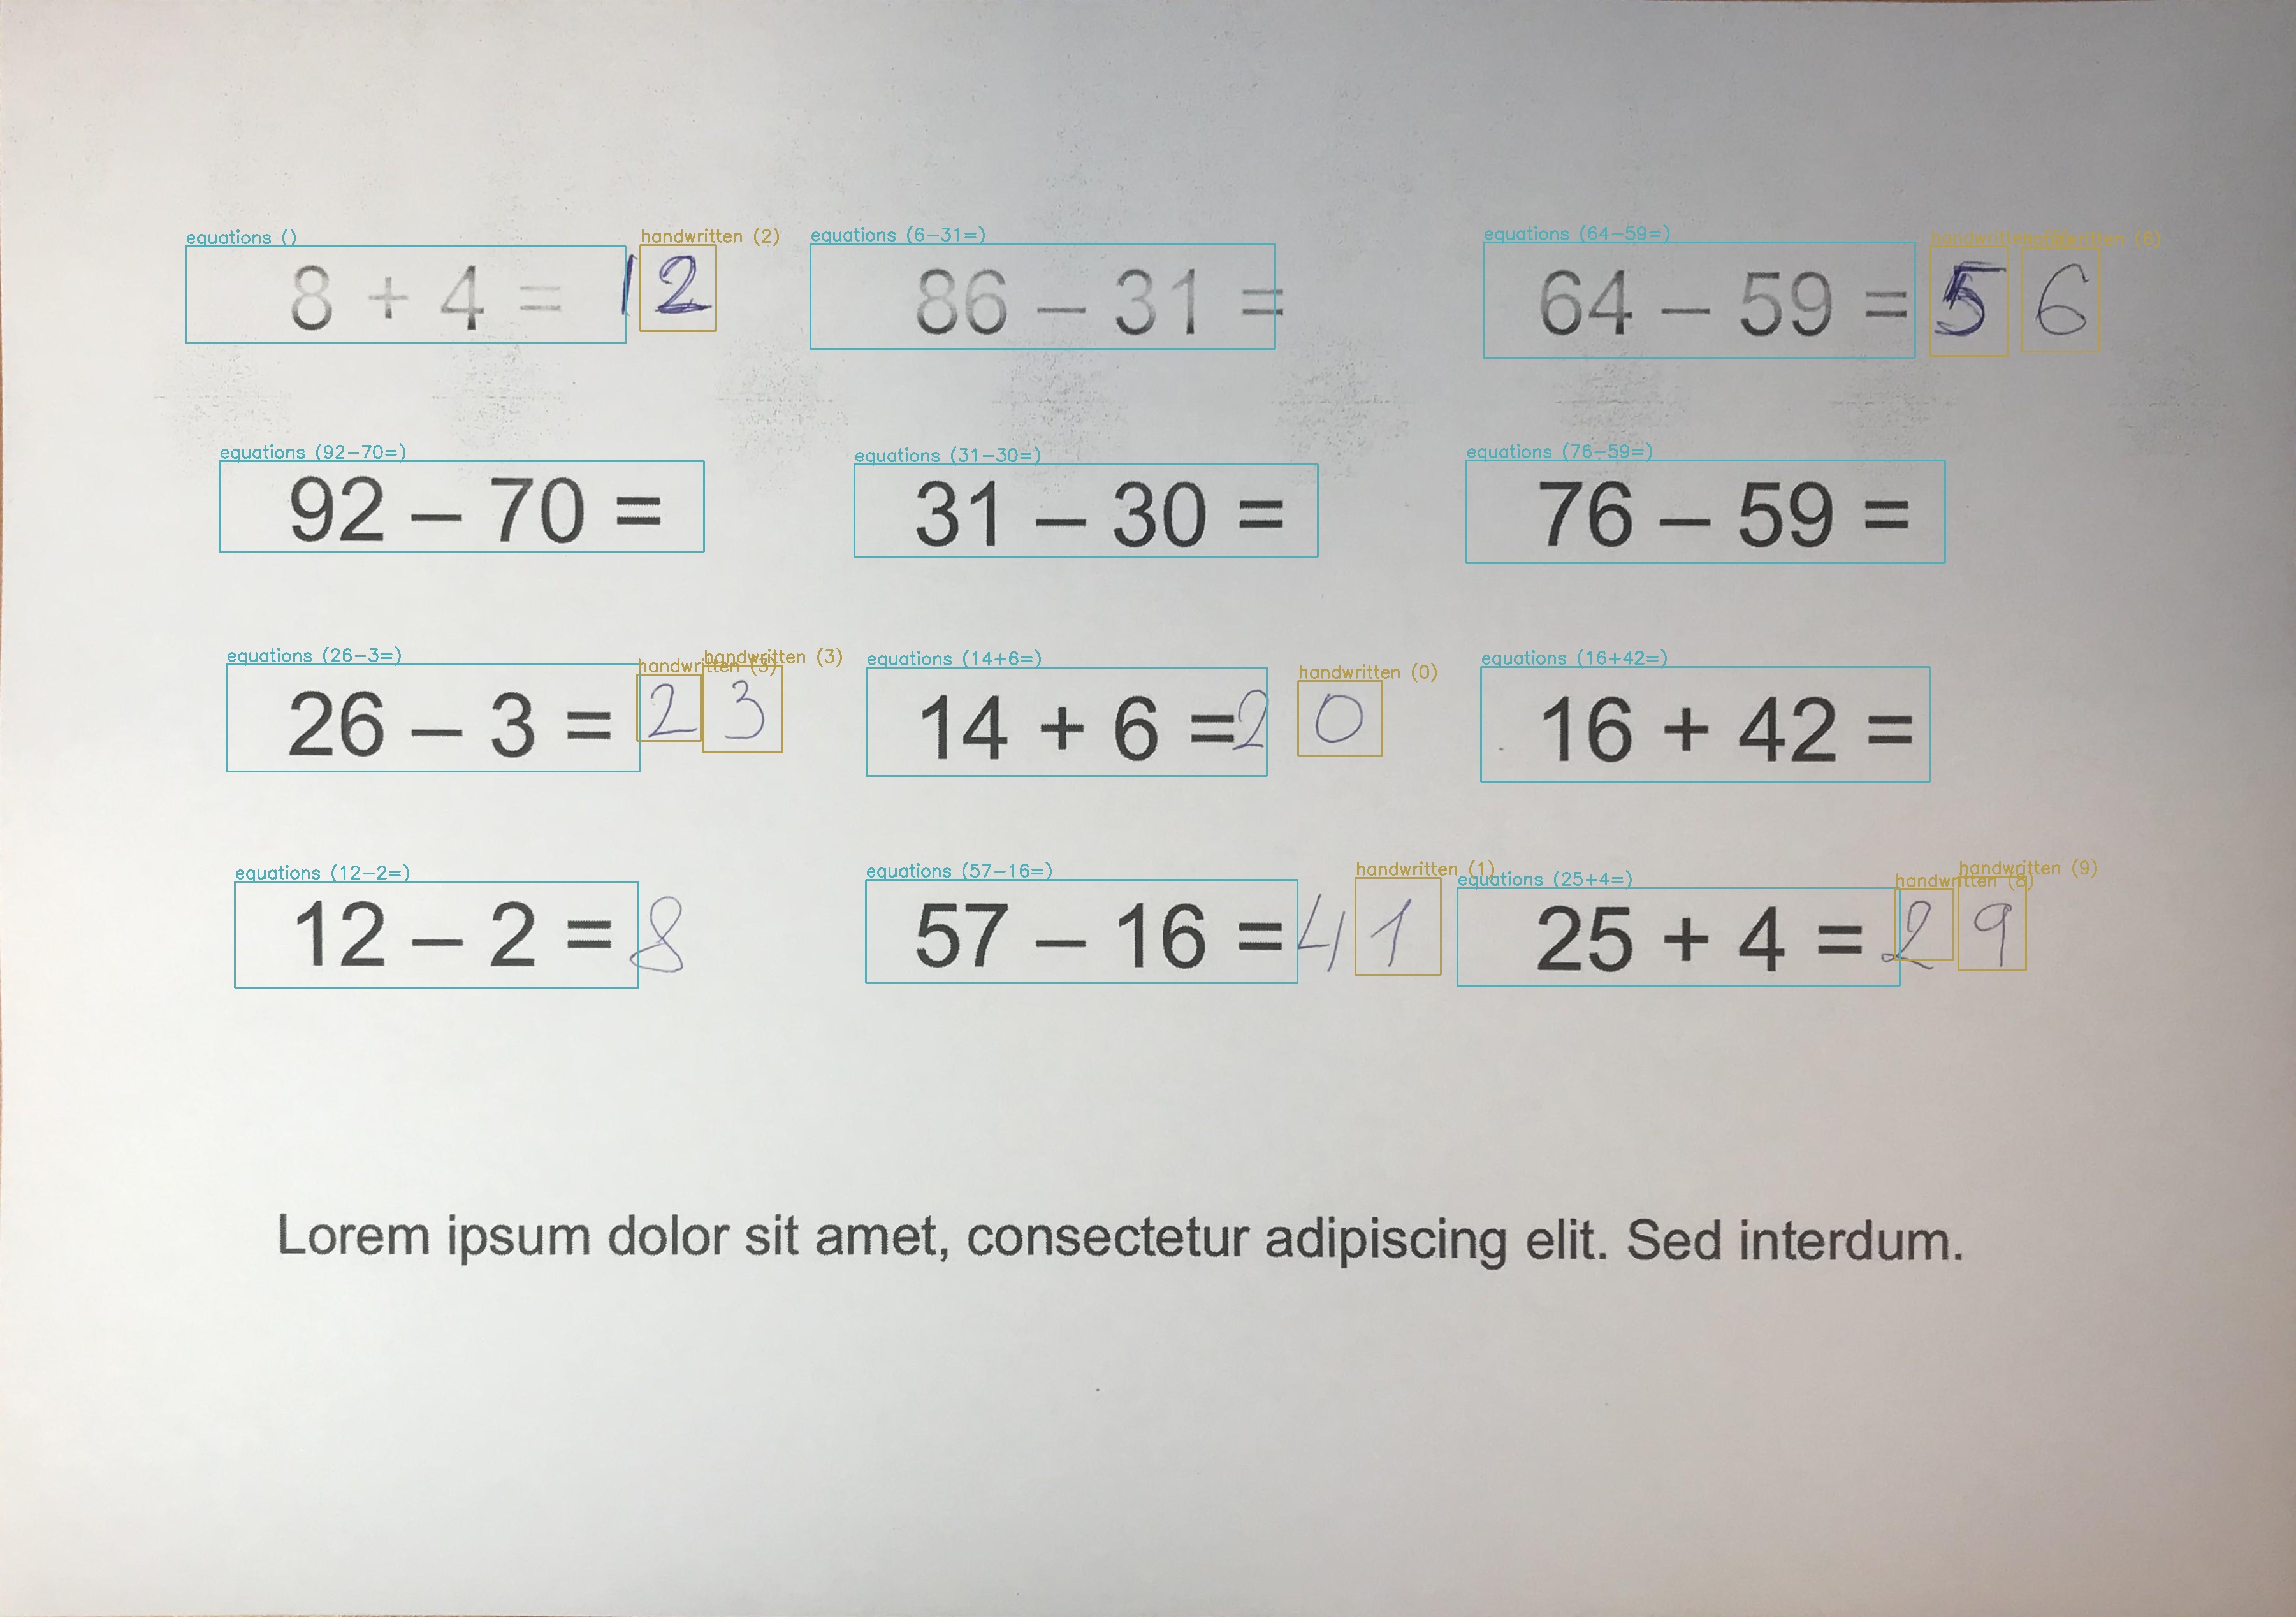 equations () handwritten (2) equations (6-31=) equations (64-59=) handwritten (6)
8 + 4 = 12 86 – 31 = 64 – 59 = 5 6
equations (92-70=) equations (31-30=) equations (76-59=)
92 – 70 = 31 – 30 = 76 – 59 =
equations (26-3=) handwritten (3) handwritten (3) equations (14+6=) handwritten (0) equations (16+42=)
26 – 3 = 23 14 + 6 = 20 16 + 42 =
equations (12-2=) equations (57-16=) handwritten (1) equations (25+4=) handwritten (8) handwritten (9)
12 – 2 = 8 57 – 16 = 41 25 + 4 = 29
Lorem ipsum dolor sit amet, consectetur adipiscing elit. Sed interdum.